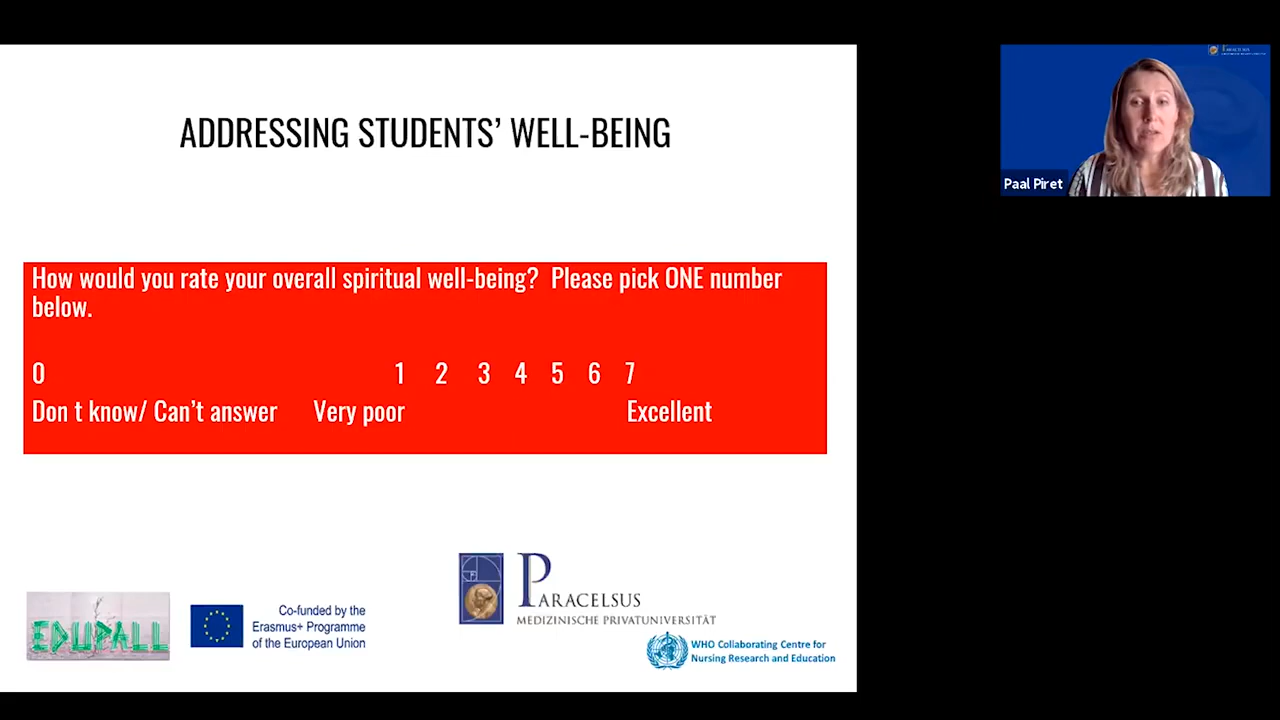 ADDRESSING STUDENTS’ WELL-BEING
How would you rate your overall spiritual well-being? Please pick ONE number
below.
0 1 2 3 4 5 6 7
Don t know/ Can’t answer Very poor Excellent
EDUPALL
Co-funded by the
Erasmus+ Programme
of the European Union
PARACELSUS
MEDIZINISCHE PRIVATUNIVERSITÄT
WHO Collaborating Centre for
Nursing Research and Education
Paal Piret